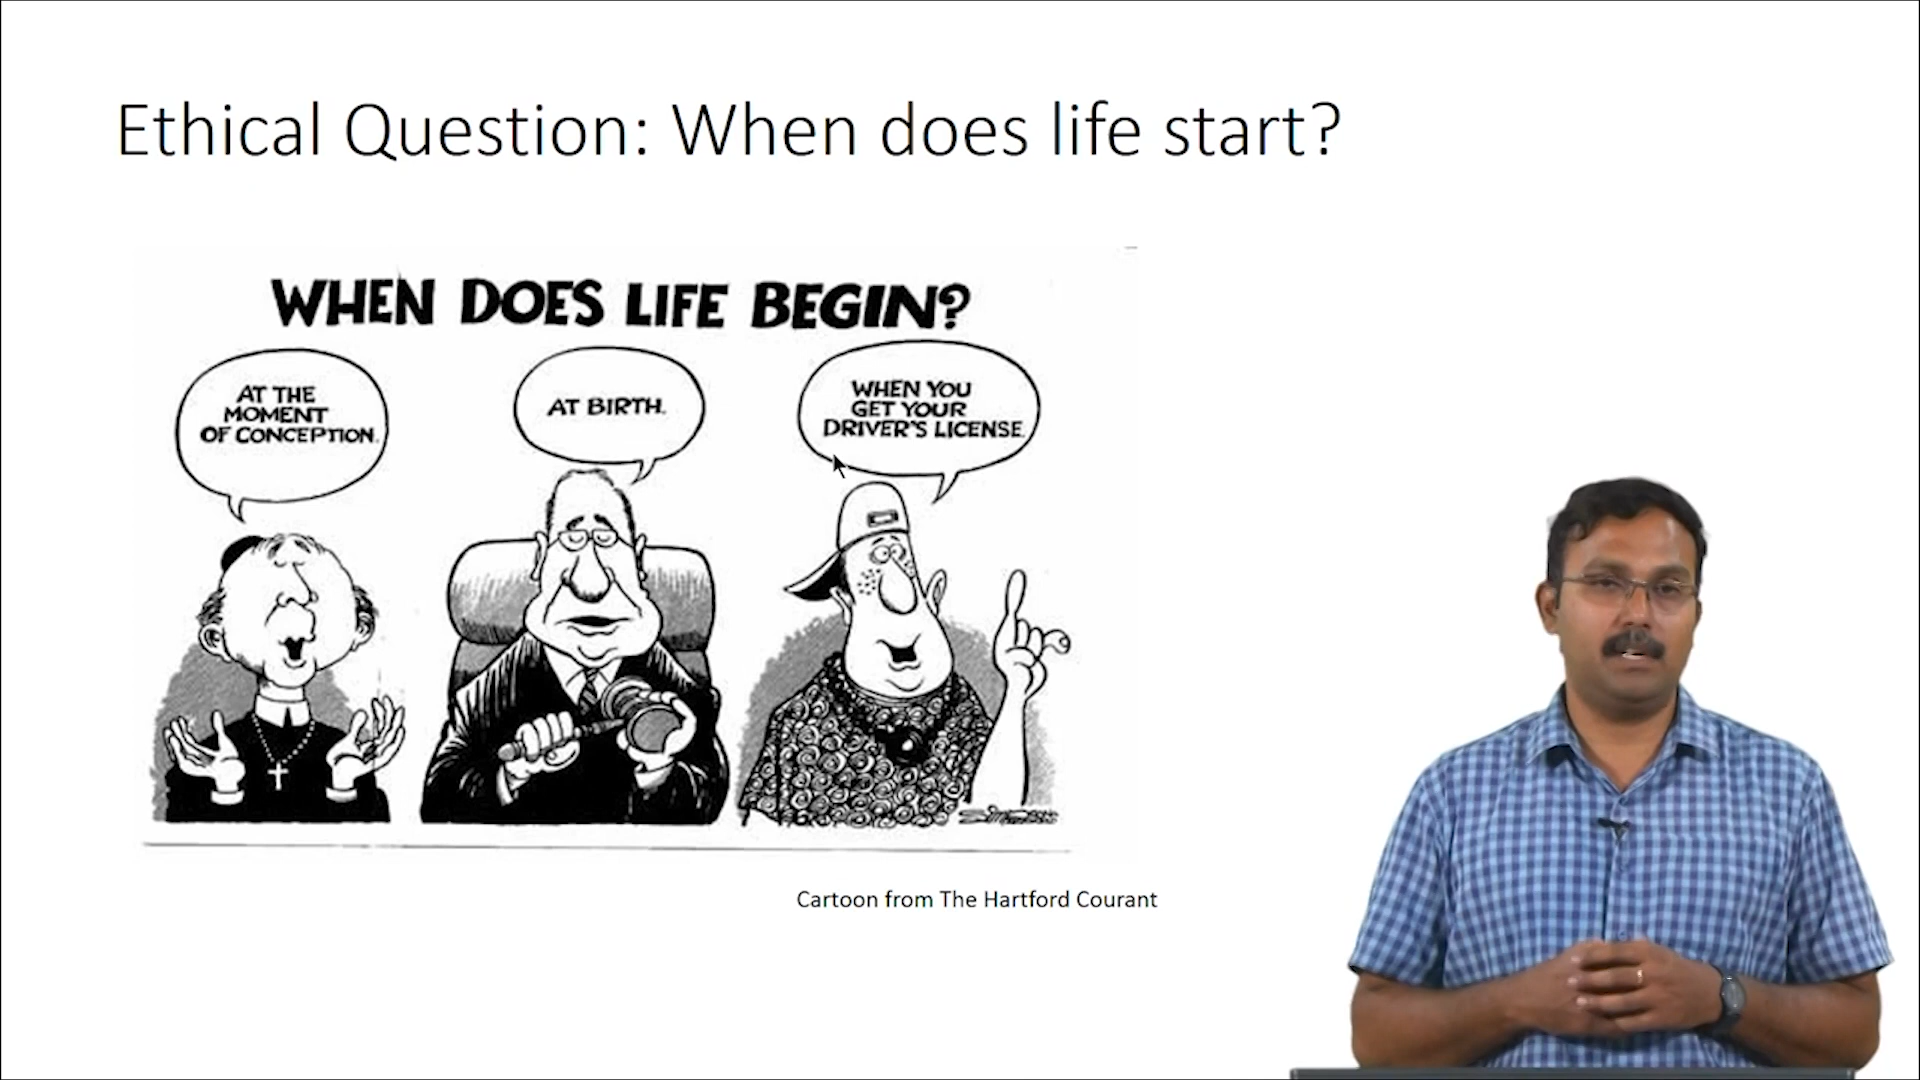 Ethical Question: When does life start?
WHEN DOES LIFE BEGIN?
AT THE
MOMENT
OF CONCEPTION.
AT BIRTH.
WHEN YOU
GET YOUR
DRIVER'S LICENSE.
Cartoon from The Hartford Courant